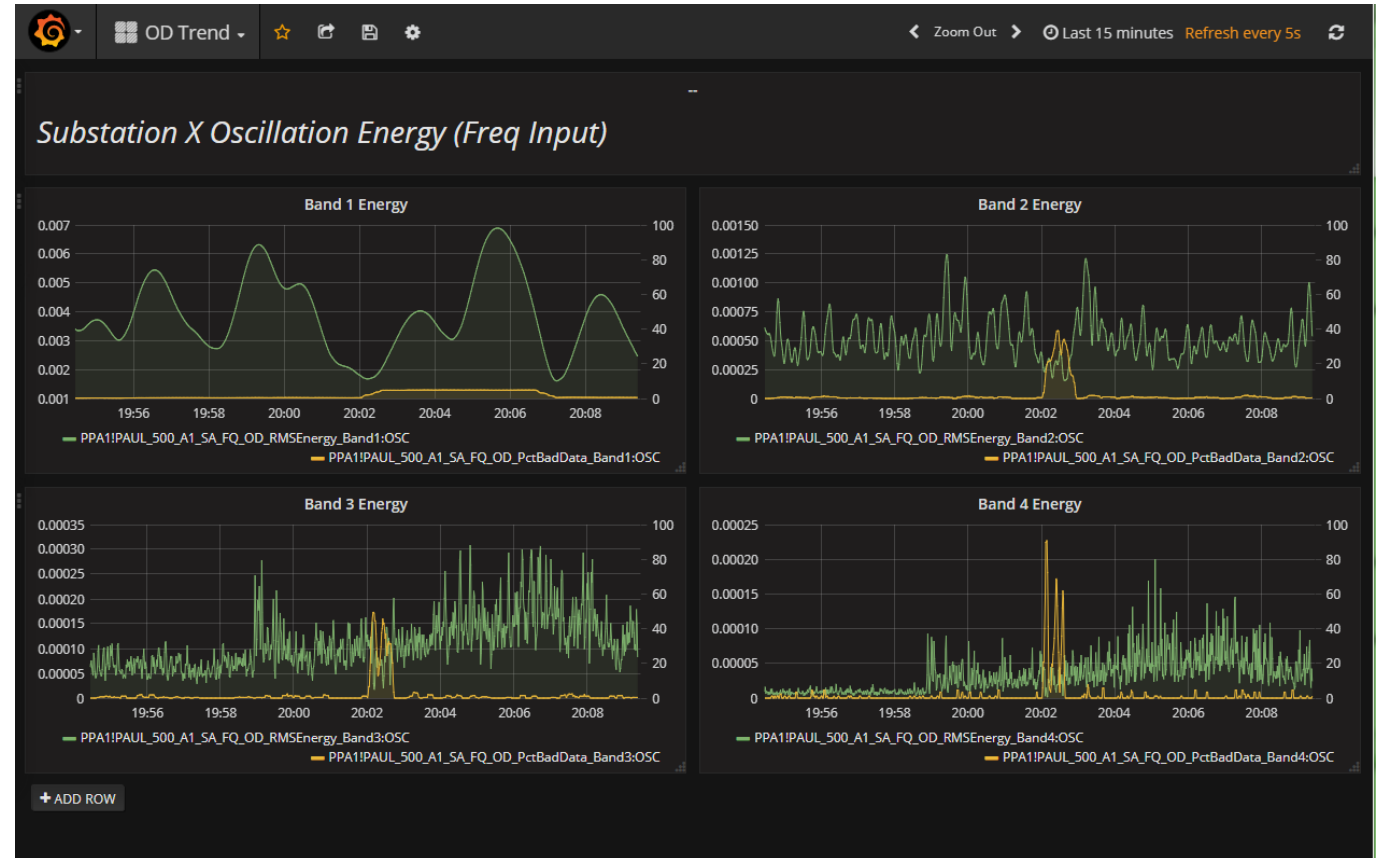 OD Trend
Zoom Out
Last 15 minutes Refresh every 5s
--
Substation X Oscillation Energy (Freq Input)
Band 1 Energy
0.007
0.006
0.005
0.004
0.003
0.002
0.001
100
80
60
40
20
0
19:56 19:58 20:00 20:02 20:04 20:06 20:08
PPA1!PAUL_500_A1_SA_FQ_OD_RMSEnergy_Band1:OSC
PPA1!PAUL_500_A1_SA_FQ_OD_PctBadData_Band1:OSC
Band 2 Energy
0.00150
0.00125
0.00100
0.00075
0.00050
0.00025
0
100
80
60
40
20
0
19:56 19:58 20:00 20:02 20:04 20:06 20:08
PPA1!PAUL_500_A1_SA_FQ_OD_RMSEnergy_Band2:OSC
PPA1!PAUL_500_A1_SA_FQ_OD_PctBadData_Band2:OSC
Band 3 Energy
0.00035
0.00030
0.00025
0.00020
0.00015
0.00010
0.00005
0
100
80
60
40
20
0
19:56 19:58 20:00 20:02 20:04 20:06 20:08
PPA1!PAUL_500_A1_SA_FQ_OD_RMSEnergy_Band3:OSC
PPA1!PAUL_500_A1_SA_FQ_OD_PctBadData_Band3:OSC
Band 4 Energy
0.00025
0.00020
0.00015
0.00010
0.00005
0
100
80
60
40
20
0
19:56 19:58 20:00 20:02 20:04 20:06 20:08
PPA1!PAUL_500_A1_SA_FQ_OD_RMSEnergy_Band4:OSC
PPA1!PAUL_500_A1_SA_FQ_OD_PctBadData_Band4:OSC
+ ADD ROW